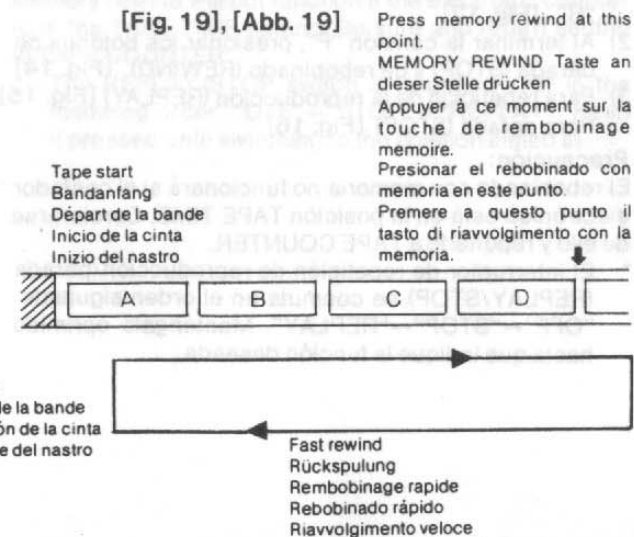 [Fig. 19], [Abb. 19]
Press memory rewind at this
point.
MEMORY REWIND Taste an
dieser Stelle drücken
Appuyer à ce moment sur la
touche de rembobinage
memoire.
Presionar el rebobinado con
memoria en este punto
Premere a questo punto il
tasto di riavvolgimento con la
memoria.
Tape start
Bandanfang
Départ de la bande
Inicio de la cinta
Inizio del nastro
B C D
de la bande
ón de la cinta
e del nastro
Fast rewind
Rückspulung
Rembobinage rapide
Rebobinado rápido
Riavvolgimento veloce